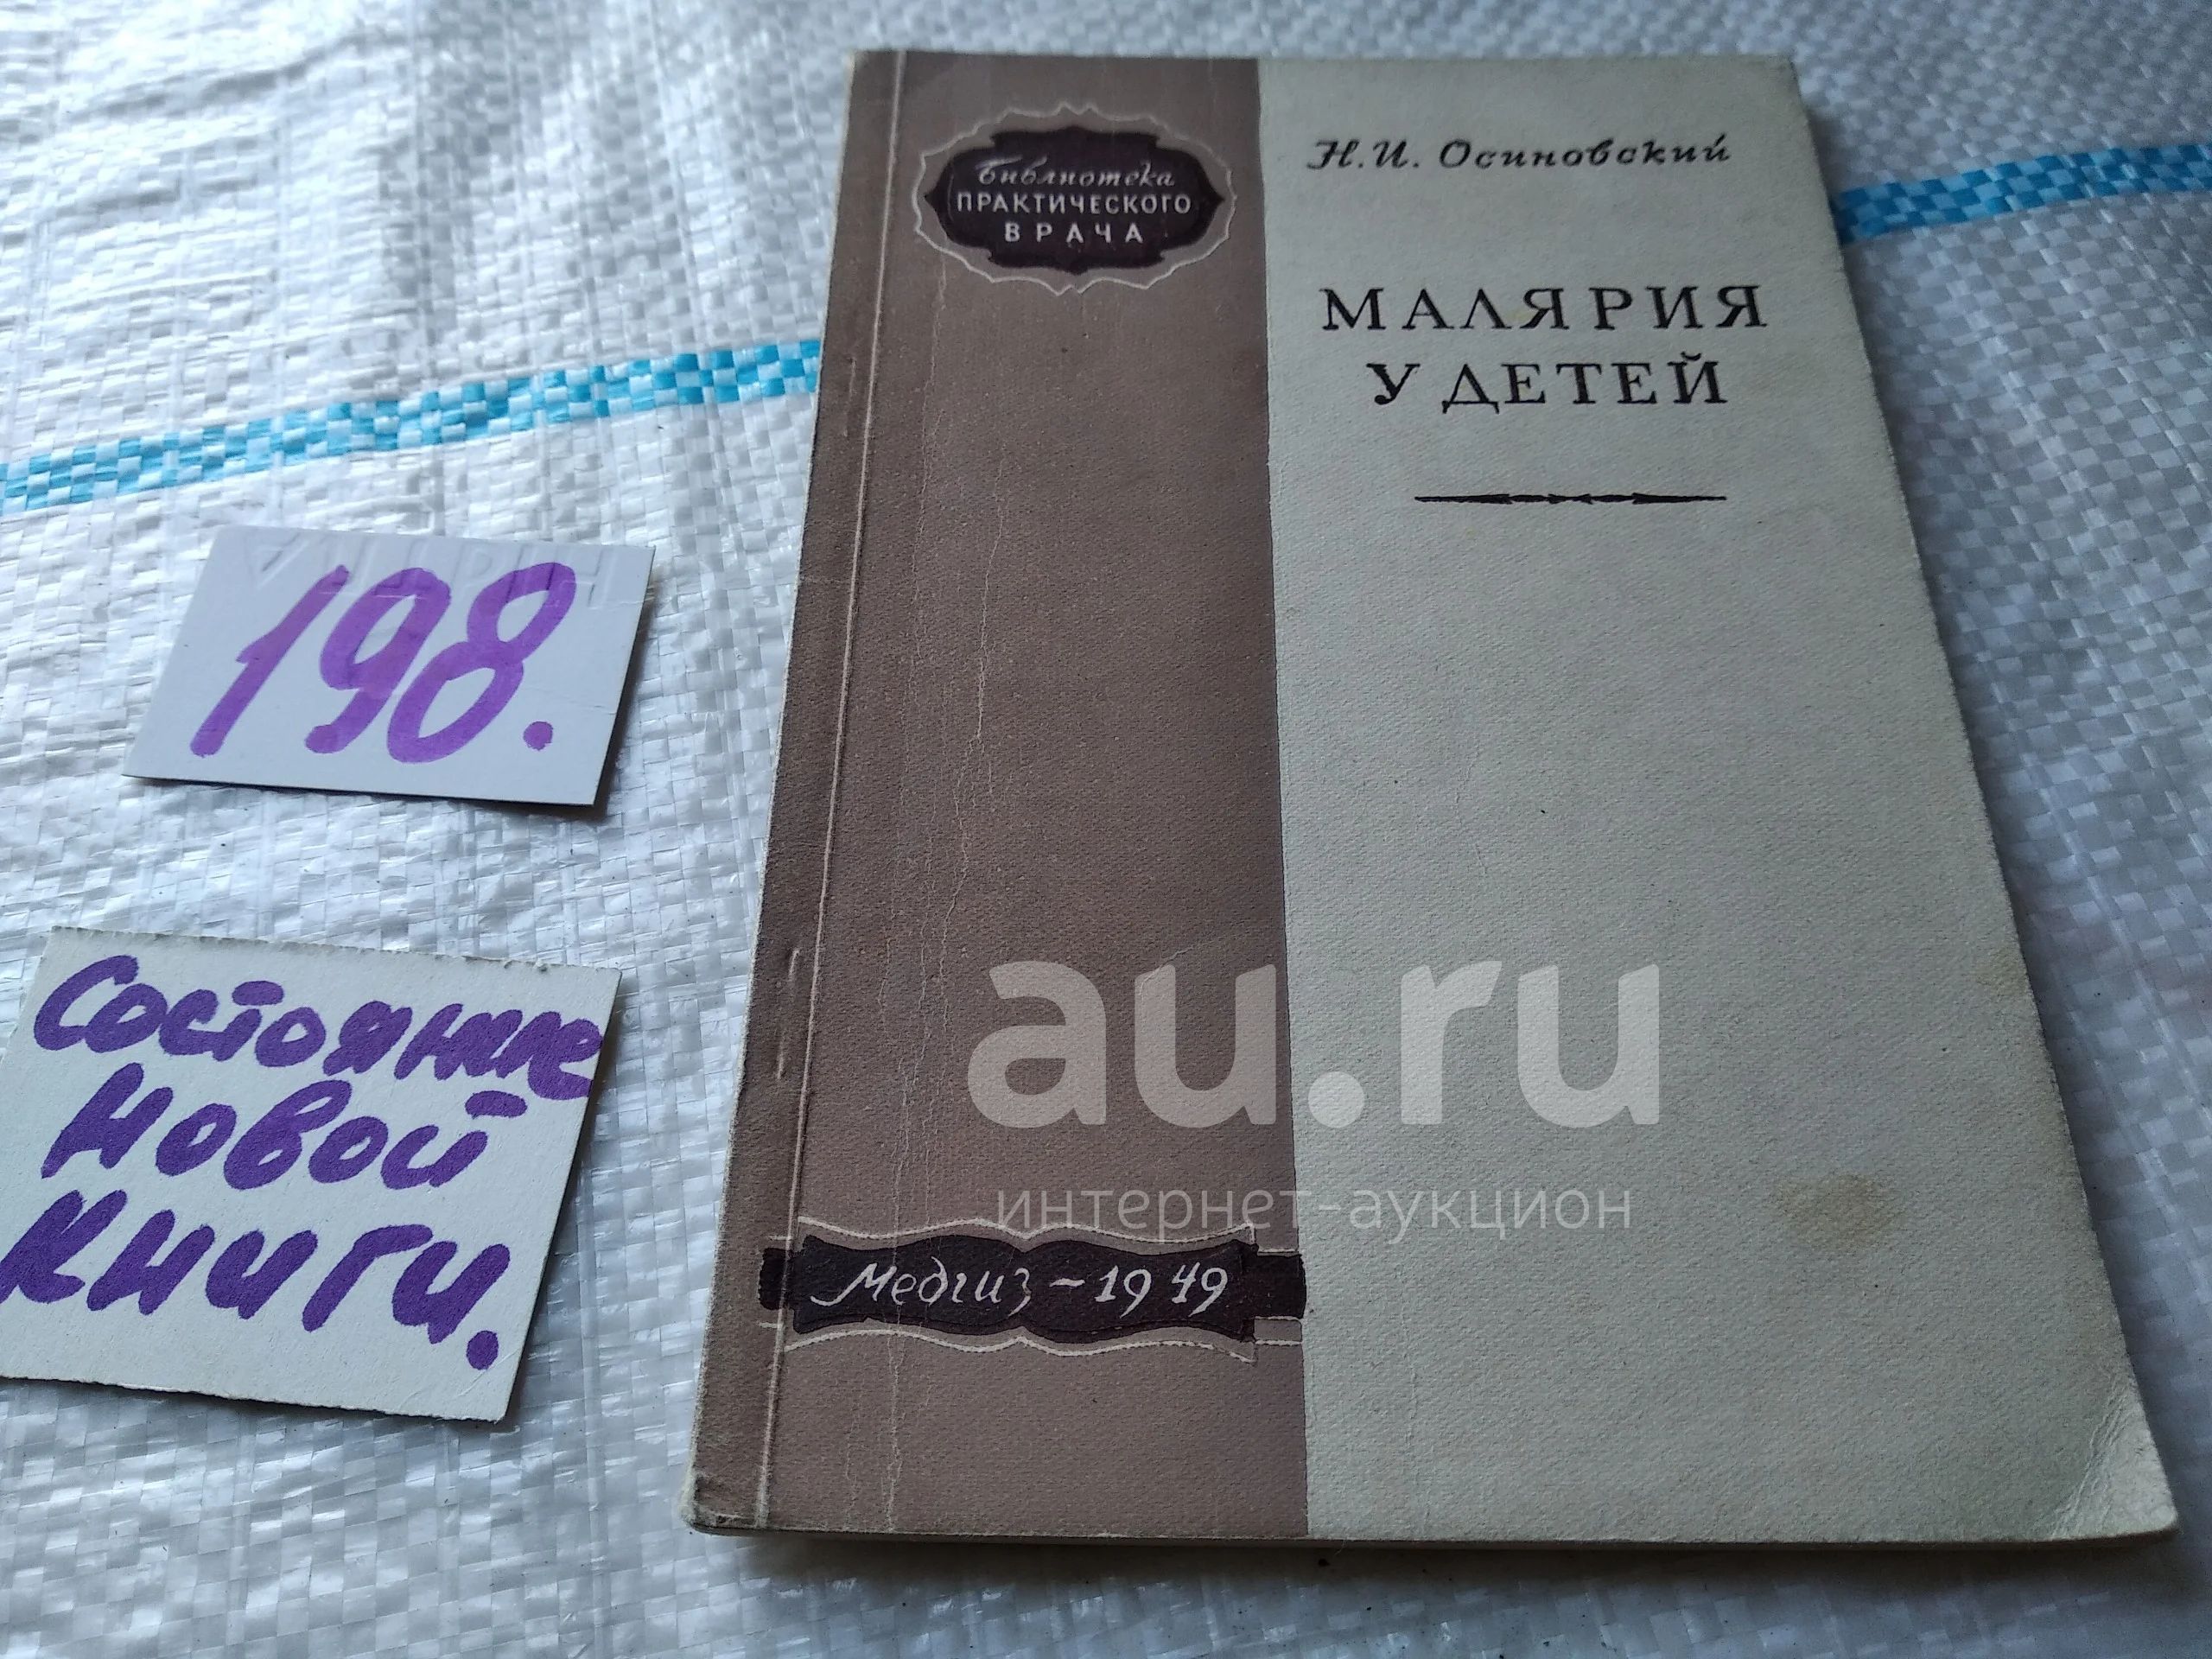 Библиотека
ПРАКТИЧЕСКОГО
ВРАЧА
Н.И. Осиновский
МАЛЯРИЯ
У ДЕТЕЙ
198.
Состояние
новой
книги.
au.ru
интернет-аукцион
Медгиз - 1949